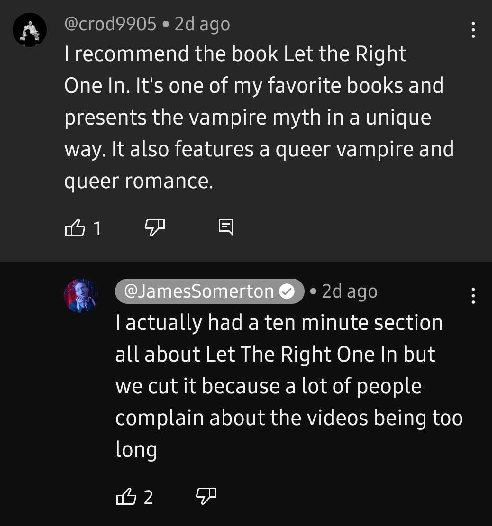 @crod9905 • 2d ago
I recommend the book Let the Right
One In. It's one of my favorite books and
presents the vampire myth in a unique
way. It also features a queer vampire and
queer romance.
1
@JamesSomerton • 2d ago
I actually had a ten minute section
all about Let The Right One In but
we cut it because a lot of people
complain about the videos being too
long
2